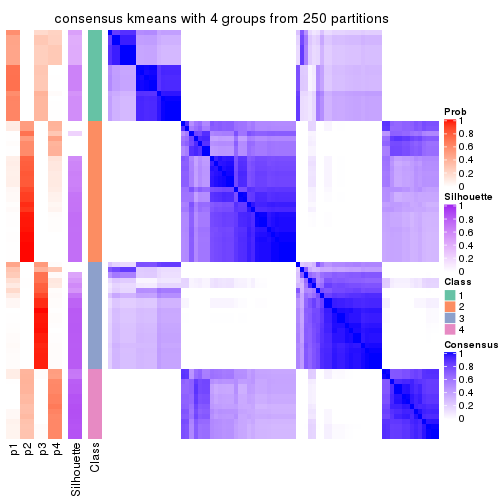 consensus kmeans with 4 groups from 250 partitions
Prob
1
0.8
0.6
0.4
0.2
0
Silhouette
1
0.8
0.6
0.4
0.2
0
Class
1
2
3
4
Consensus
1
0.8
0.6
0.4
0.2
0
p1
p2
p3
p4
Silhouette
Class